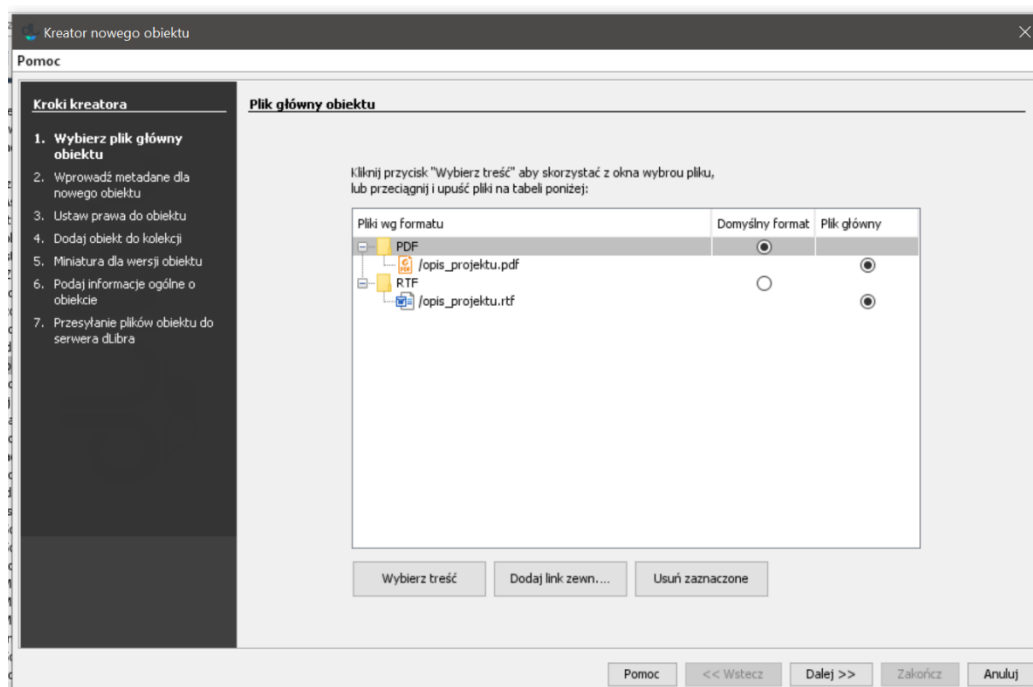 Kreator nowego obiektu
Pomoc
Kroki kreatora
1. Wybierz plik główny
obiektu
2. Wprowadź metadane dla
nowego obiektu
3. Ustaw prawa do obiektu
4. Dodaj obiekt do kolekcji
5. Miniatura dla wersji obiektu
6. Podaj informacje ogólne o
obiekcie
7. Przesyłanie plików obiektu do
serwera dLibra
Plik główny obiektu
Kliknij przycisk "Wybierz treść" aby skorzystać z okna wybrou pliku,
lub przeciągnij i upuść pliki na tabeli poniżej:
Pliki wg formatu Domyślny format Plik główny
PDF
/opis_projektu.pdf
RTF
/opis_projektu.rtf
Wybierz treść Dodaj link zewn.... Usuń zaznaczone
Pomoc << Wstecz Dalej >> Zakończ Anuluj